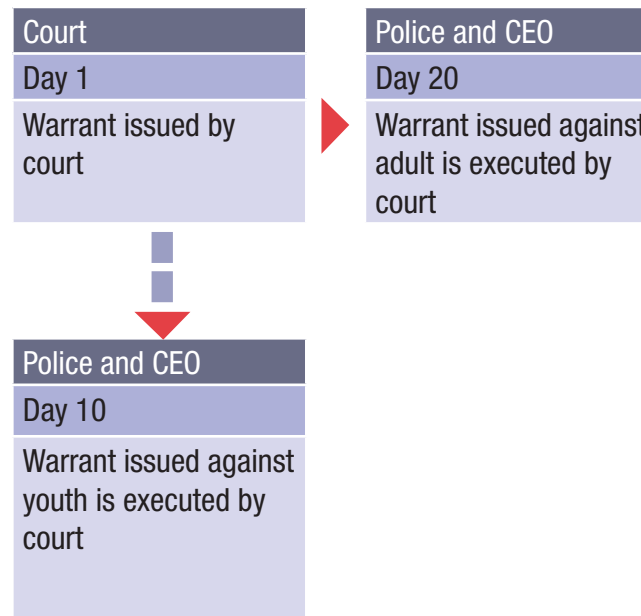 Court
Day 1
Warrant issued by
court
Police and CEO
Day 20
Warrant issued against
adult is executed by
court
Police and CEO
Day 10
Warrant issued against
youth is executed by
court